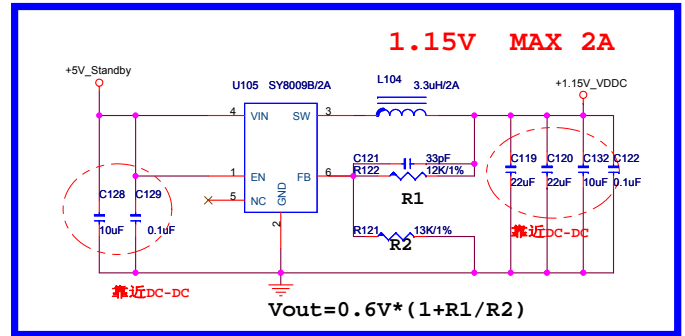 1.15V MAX 2A
+5V_Standby
U105 SY8009B/2A
L104 3.3uH/2A
+1.15V_VDDC
4 VIN SW 3
C121 33pF
R122 12K/1%
1 EN FB 6
R1
5 NC
GND
2
C128
10uF
C129
0.1uF
C119
22uF
C120
22uF
C132
10uF
C122
0.1uF
R121 13K/1%
R2
靠近DC-DC
靠近DC-DC
Vout=0.6V*(1+R1/R2)